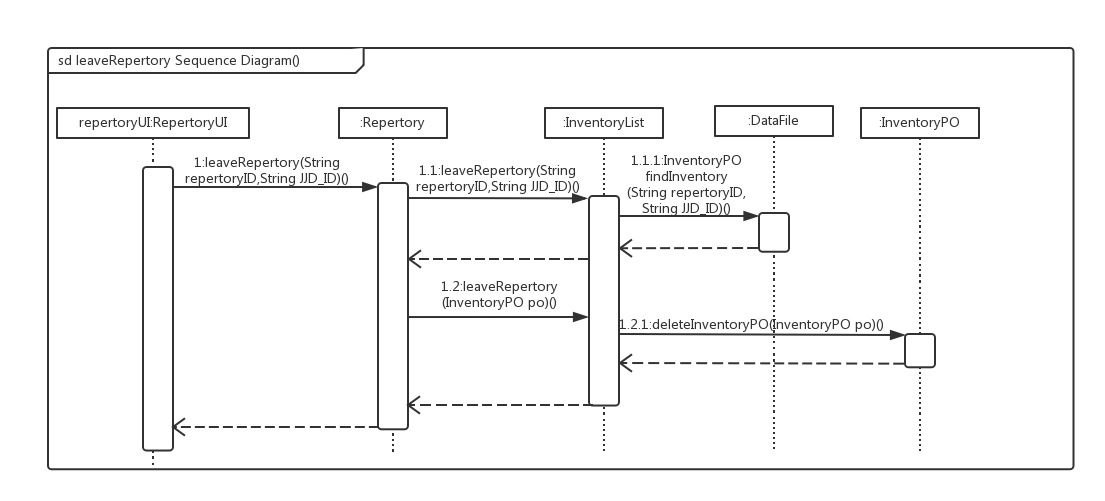 sd leaveRepertory Sequence Diagram()
repertoryUI:RepertoryUI
:Repertory
:InventoryList
:DataFile
:InventoryPO
1:leaveRepertory(String
repertoryID,String JJD_ID)()
1.1:leaveRepertory(String
repertoryID,String JJD_ID)()
1.1.1:InventoryPO
findInventory
(String repertoryID,
String JJD_ID)()
1.2:leaveRepertory
(InventoryPO po)()
1.2.1:deleteInventoryPO(InventoryPO po)()